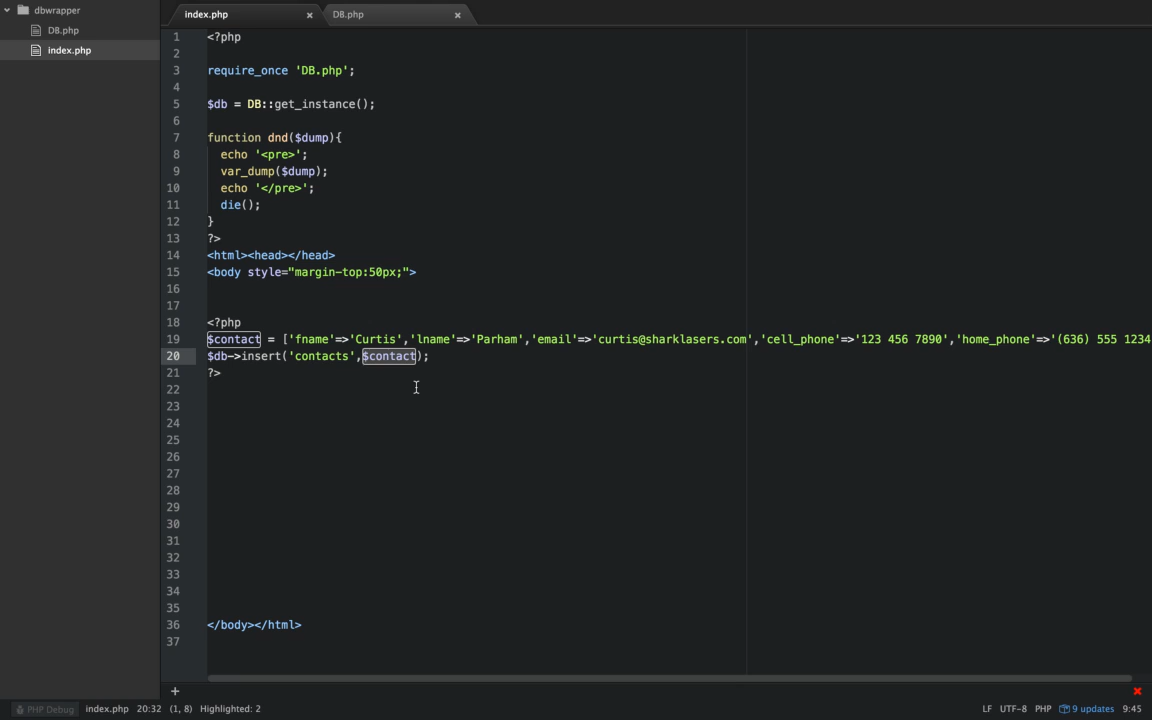 dbwrapper
DB.php
index.php
index.php
DB.php
1 <?php
2
3 require_once 'DB.php';
4
5 $db = DB::get_instance();
6
7 function dnd($dump){
8 echo '<pre>';
9 var_dump($dump);
10 echo '</pre>';
11 die();
12 }
13 ?>
14 <html><head></head>
15 <body style="margin-top:50px;">
16
17
18 <?php
19 $contact = ['fname'=>'Curtis','lname'=>'Parham','email'=>'curtis@sharklasers.com','cell_phone'=>'123 456 7890','home_phone'=>'(636) 555 1234
20 $db->insert('contacts',$contact);
21 ?>
22
23
24
25
26
27
28
29
30
31
32
33
34
35
36 </body></html>
37
+
PHP Debug index.php 20:32 (1, 8) Highlighted: 2 LF UTF-8 PHP 9 updates 9:45